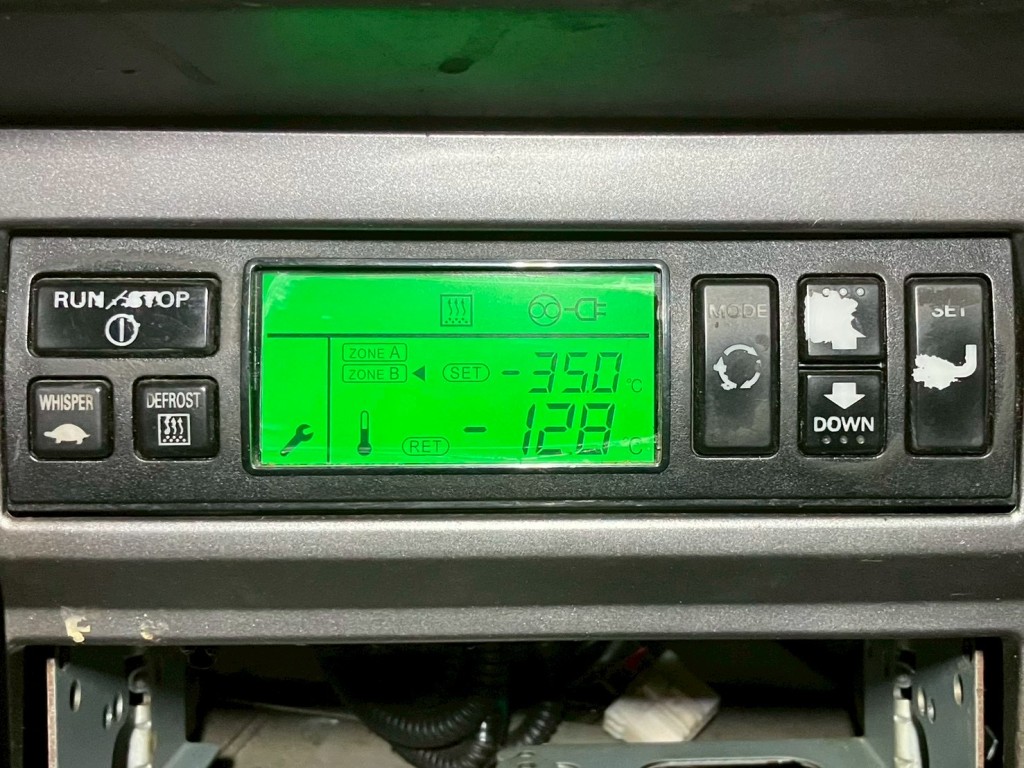 RUN / STOP
WHISPER
DEFROST
ZONE A
ZONE B
SET -35.0 °C
RET -12.8 °C
MODE
DOWN
SET